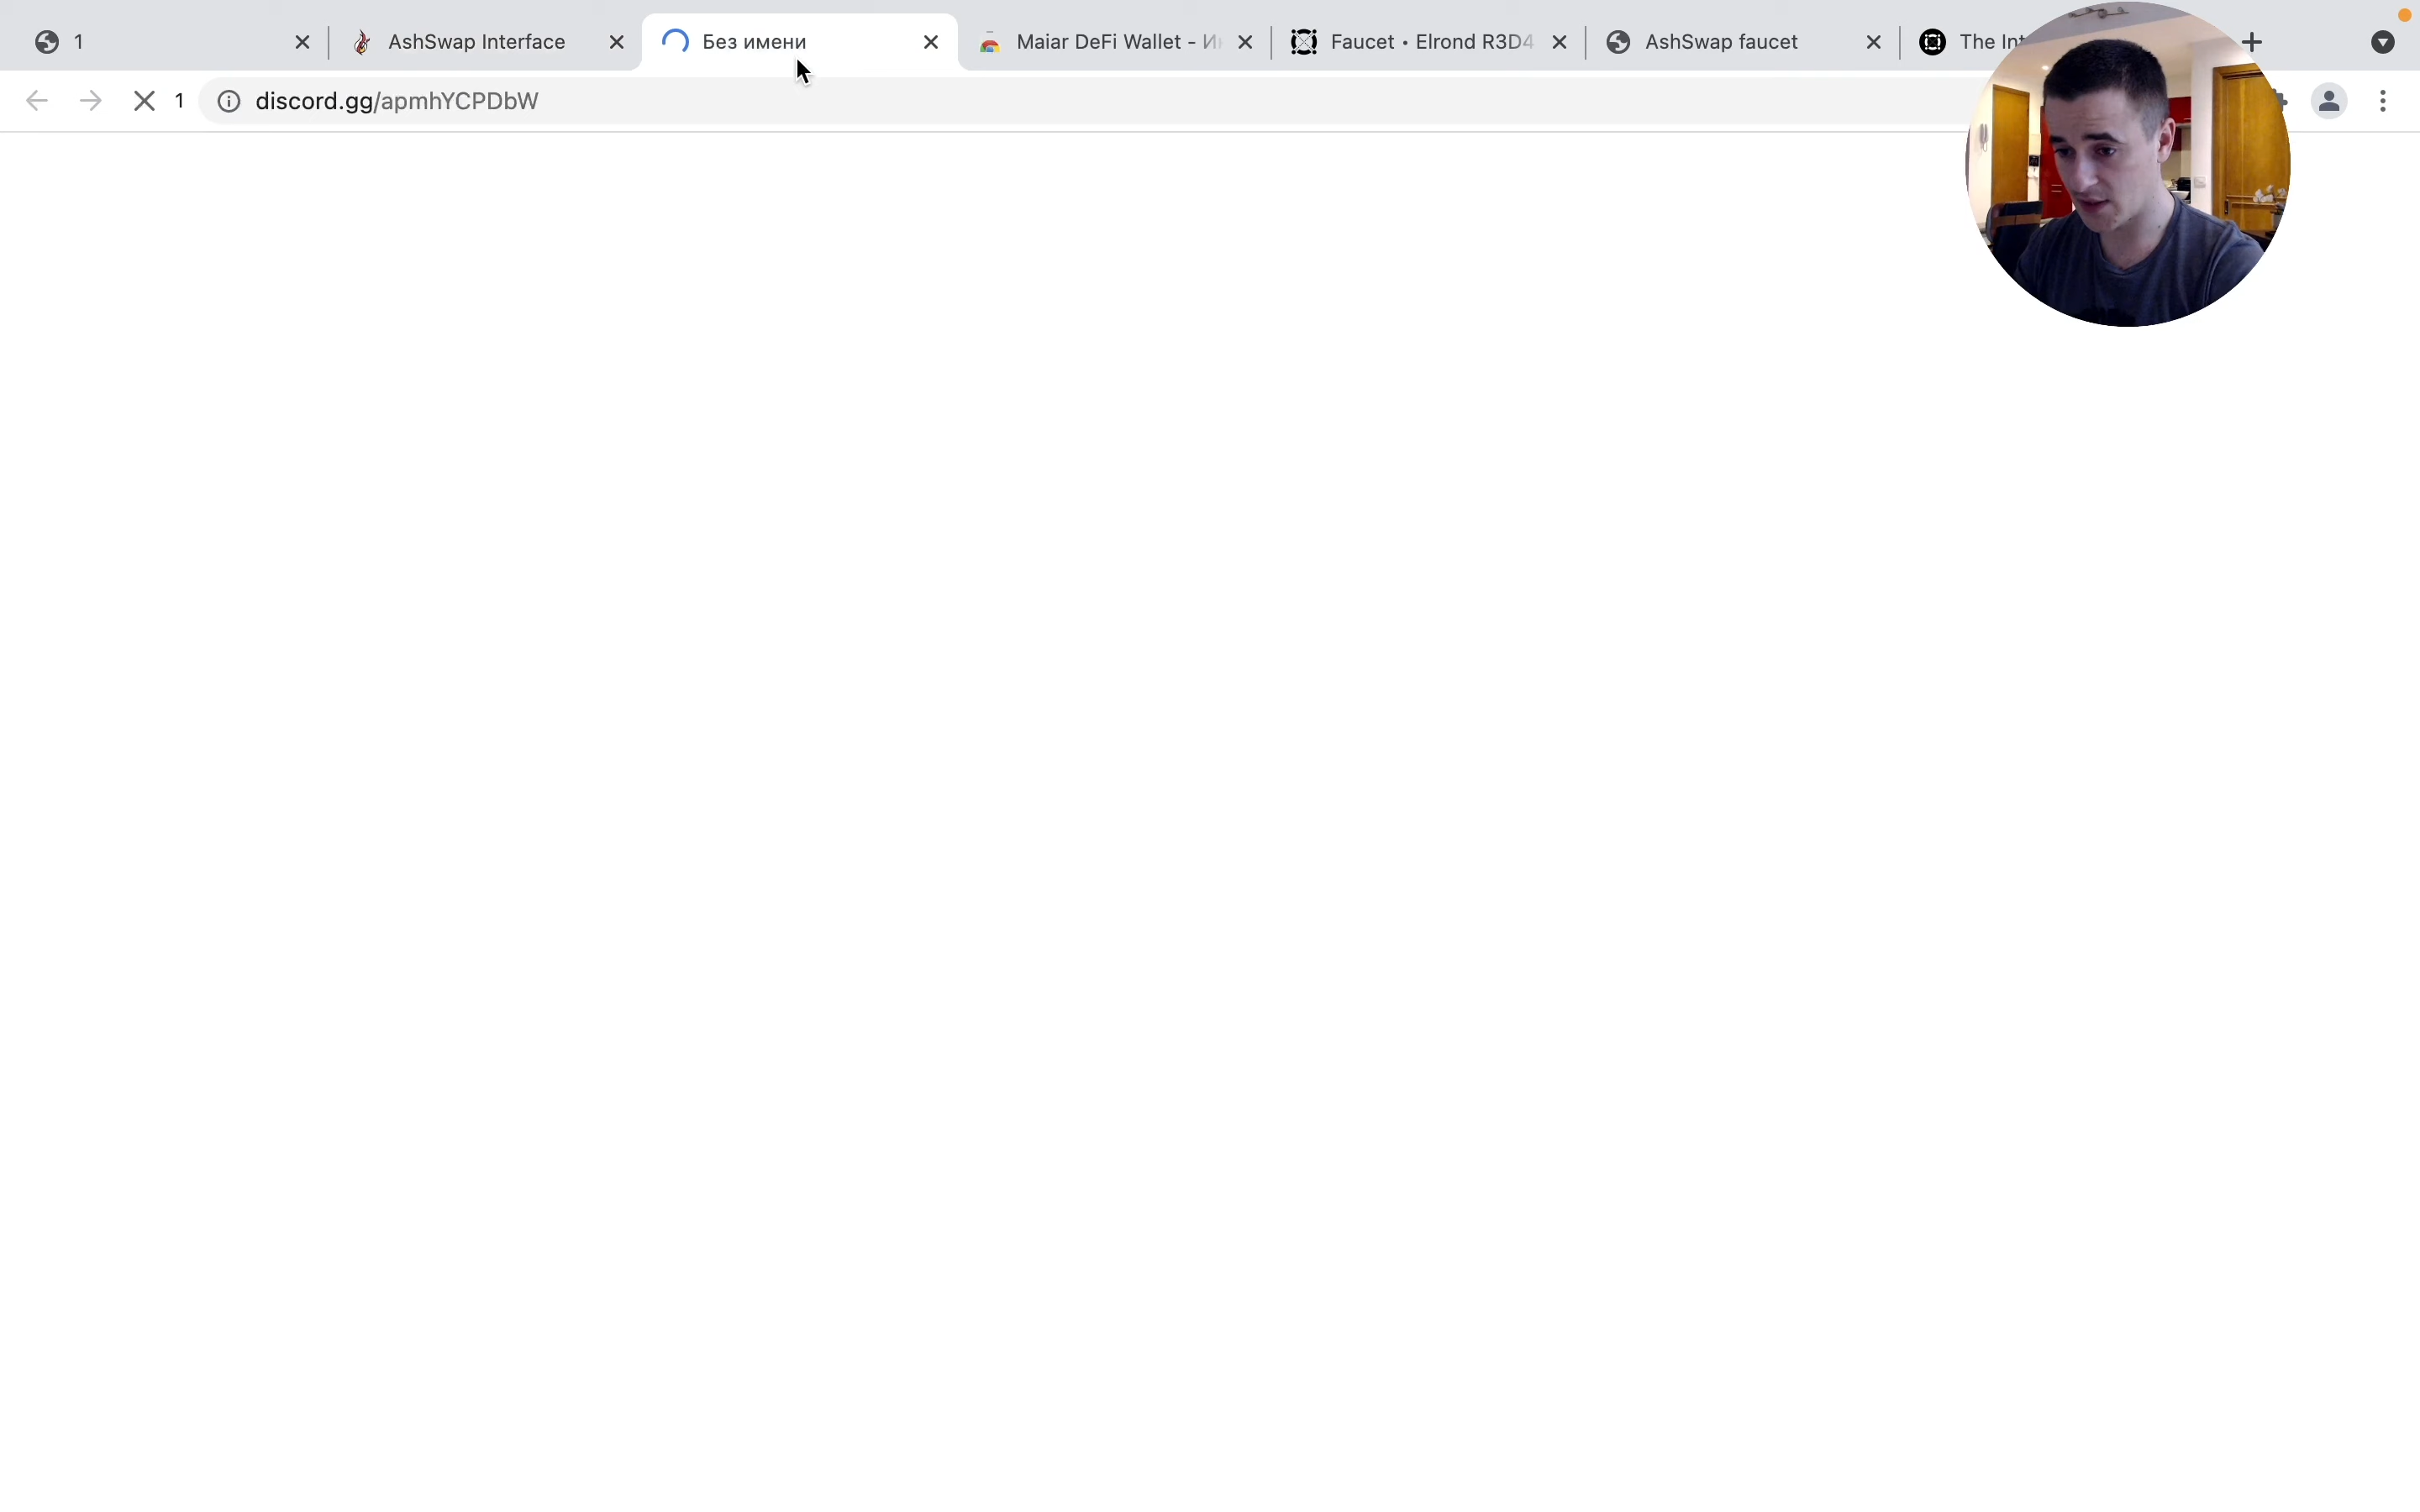 1
AshSwap Interface
Без имени
Maiar DeFi Wallet - И
Faucet • Elrond R3D4
AshSwap faucet
The Int
1
discord.gg/apmhYCPDbW